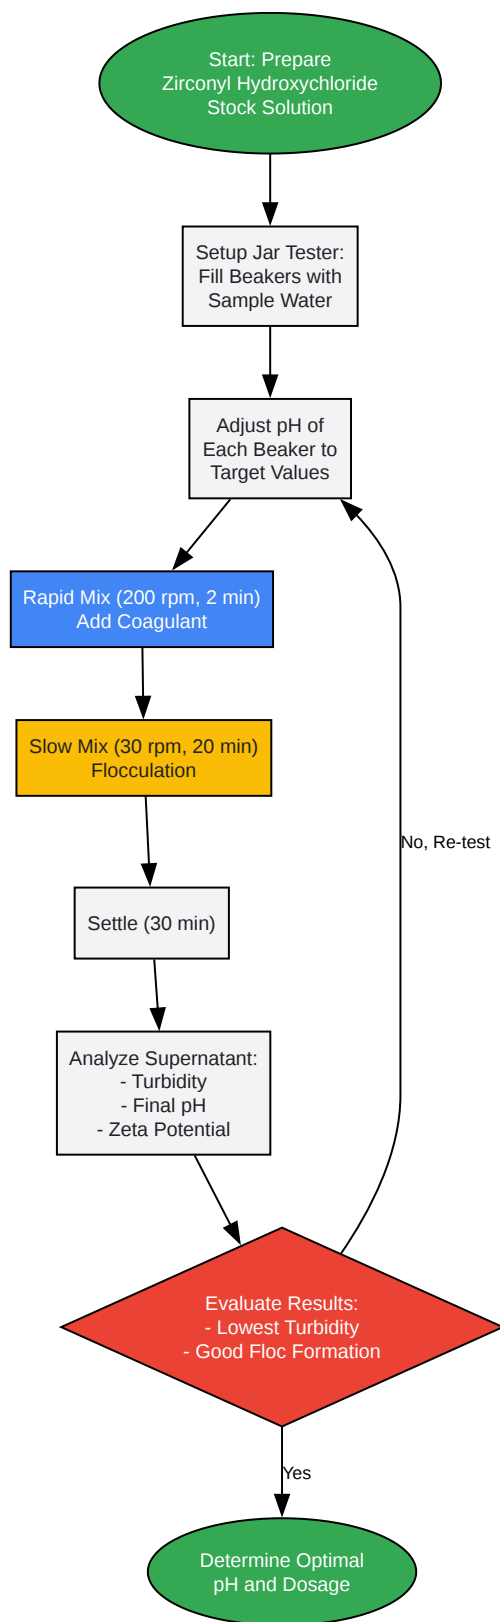 Start: Prepare
Zirconyl Hydroxychloride
Stock Solution
Setup Jar Tester:
Fill Beakers with
Sample Water
Adjust pH of
Each Beaker to
Target Values
Rapid Mix (200 rpm, 2 min)
Add Coagulant
Slow Mix (30 rpm, 20 min)
Flocculation
No, Re-test
Settle (30 min)
Analyze Supernatant:
- Turbidity
- Final pH
- Zeta Potential
Evaluate Results:
- Lowest Turbidity
- Good Floc Formation
Yes
Determine Optimal
pH and Dosage